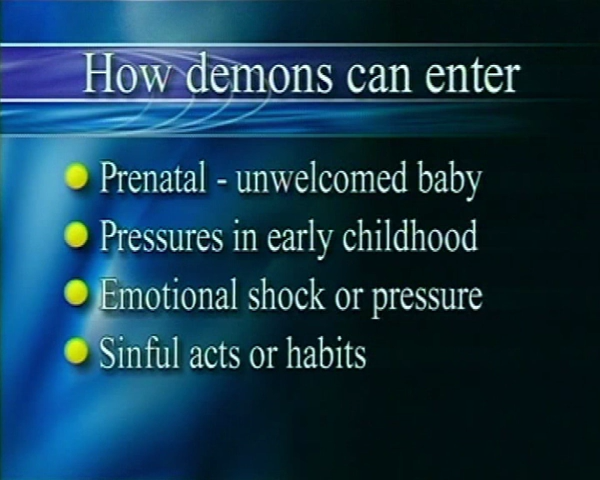 How demons can enter
Prenatal - unwelcomed baby
Pressures in early childhood
Emotional shock or pressure
Sinful acts or habits